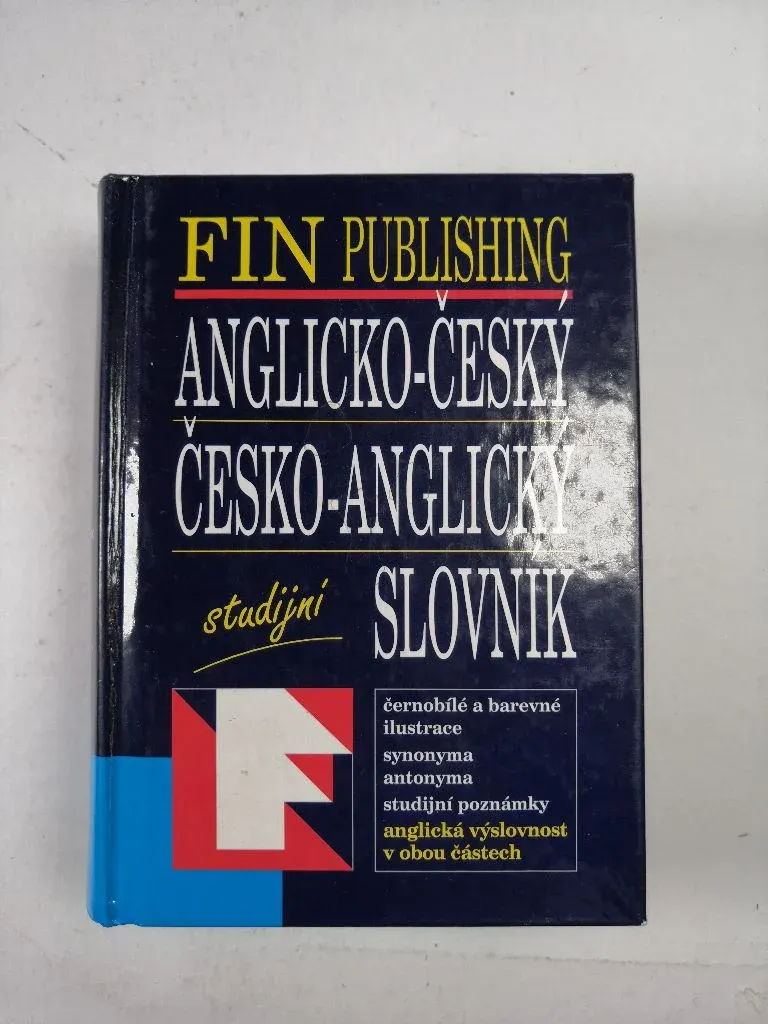 FIN PUBLISHING
ANGLICKO-ČESKÝ
ČESKO-ANGLICKÝ
studijní SLOVNÍK
černobílé a barevné
ilustrace
synonyma
antonyma
studijní poznámky
anglická výslovnost
v obou částech